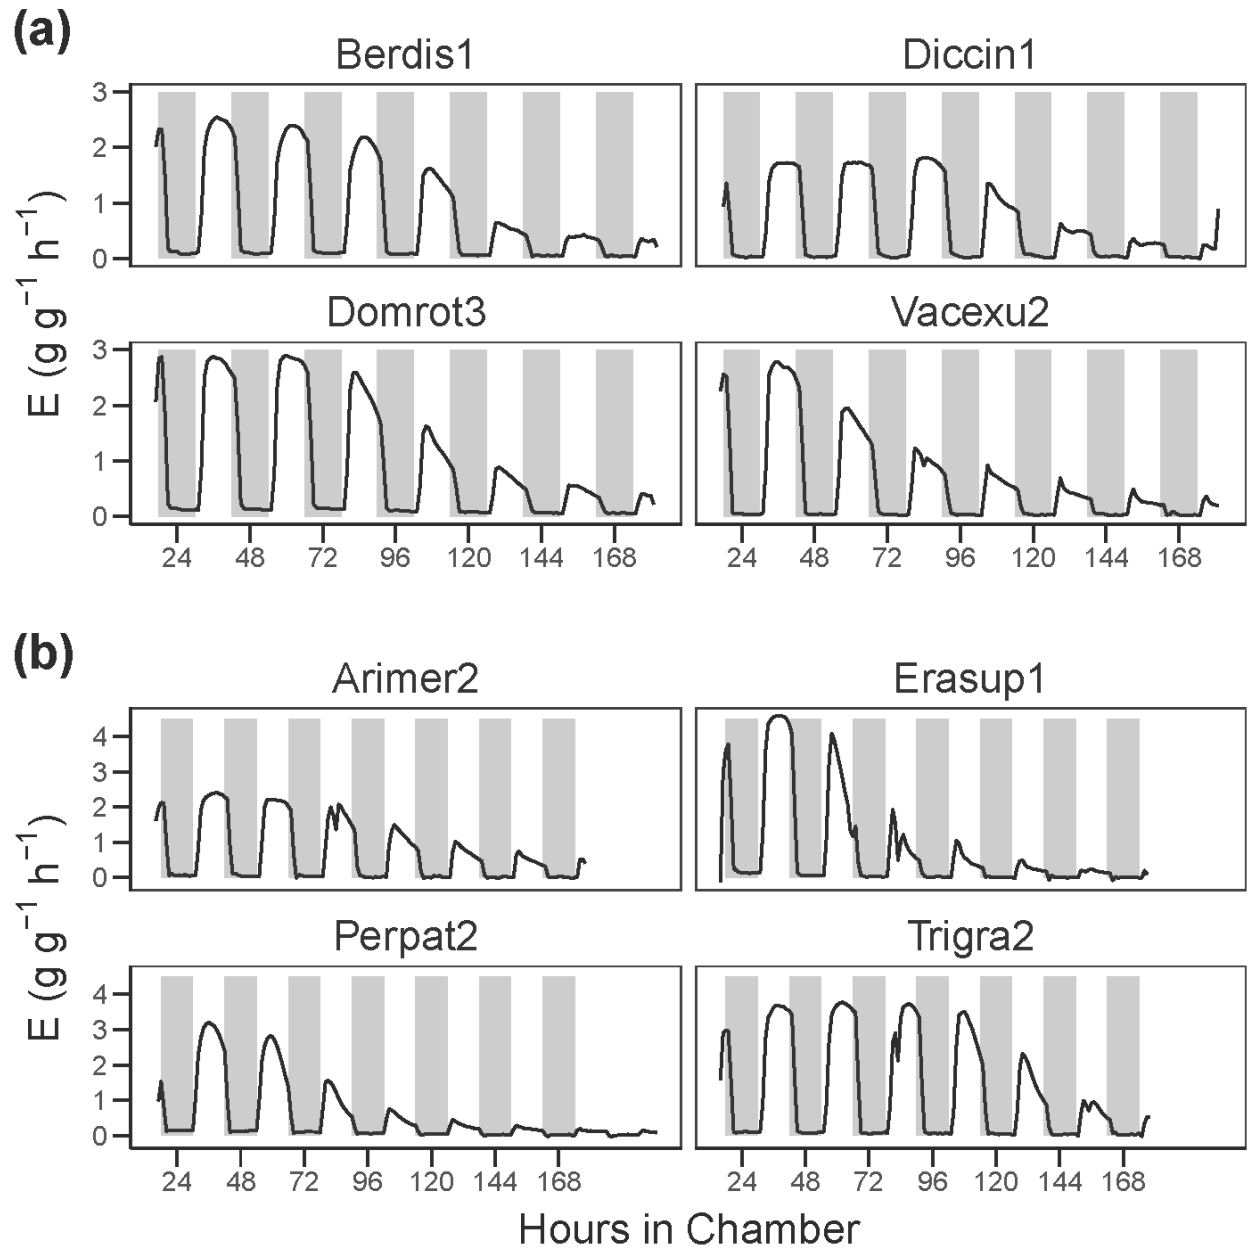 (a)
Berdis1 Diccin1
3
2
1
0
Domrot3 Vacexu2
3
2
1
0
E (g g⁻¹ h⁻¹)
24 48 72 96 120 144 168 24 48 72 96 120 144 168
(b)
Arimer2 Erasup1
4
3
2
1
0
Perpat2 Trigra2
4
3
2
1
0
E (g g⁻¹ h⁻¹)
24 48 72 96 120 144 168 24 48 72 96 120 144 168
Hours in Chamber